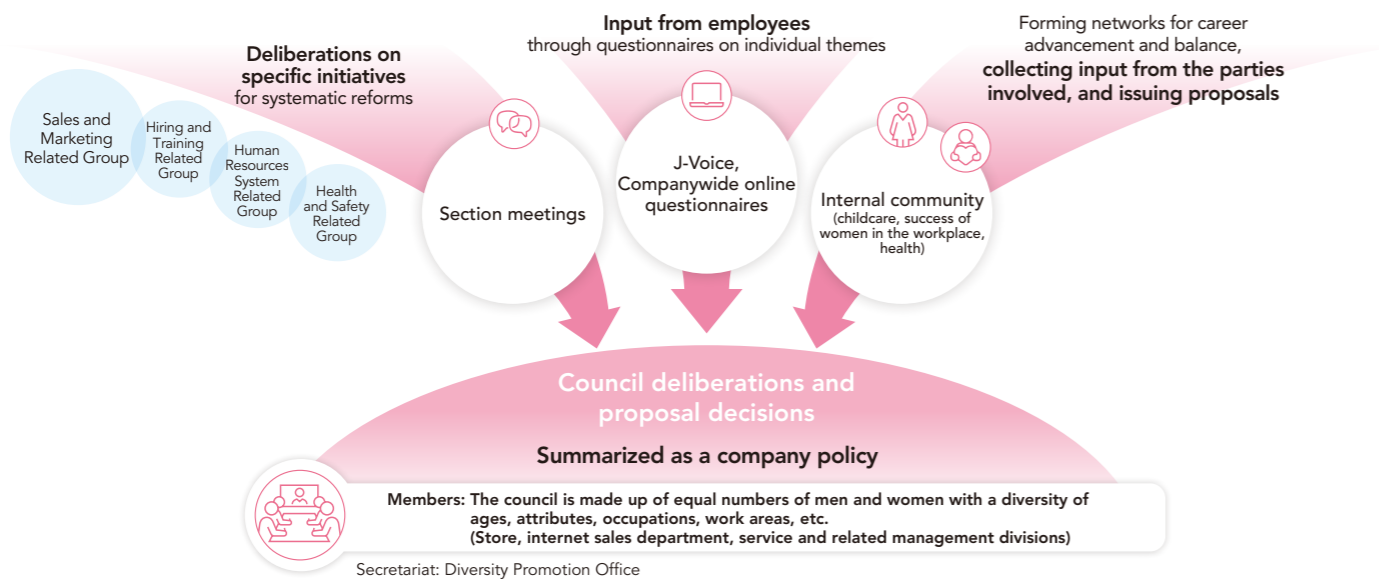 Deliberations on
specific initiatives
for systematic reforms
Sales and
Marketing
Related Group
Hiring and
Training
Related
Group
Human
Resources
System
Related
Group
Health
and Safety
Related
Group
Section meetings
Input from employees
through questionnaires on individual themes
J-Voice,
Companywide online
questionnaires
Forming networks for career
advancement and balance,
collecting input from the parties
involved, and issuing proposals
Internal community
(childcare, success of
women in the workplace,
health)
Council deliberations and
proposal decisions
Summarized as a company policy
Members: The council is made up of equal numbers of men and women with a diversity of
ages, attributes, occupations, work areas, etc.
(Store, internet sales department, service and related management divisions)
Secretariat: Diversity Promotion Office